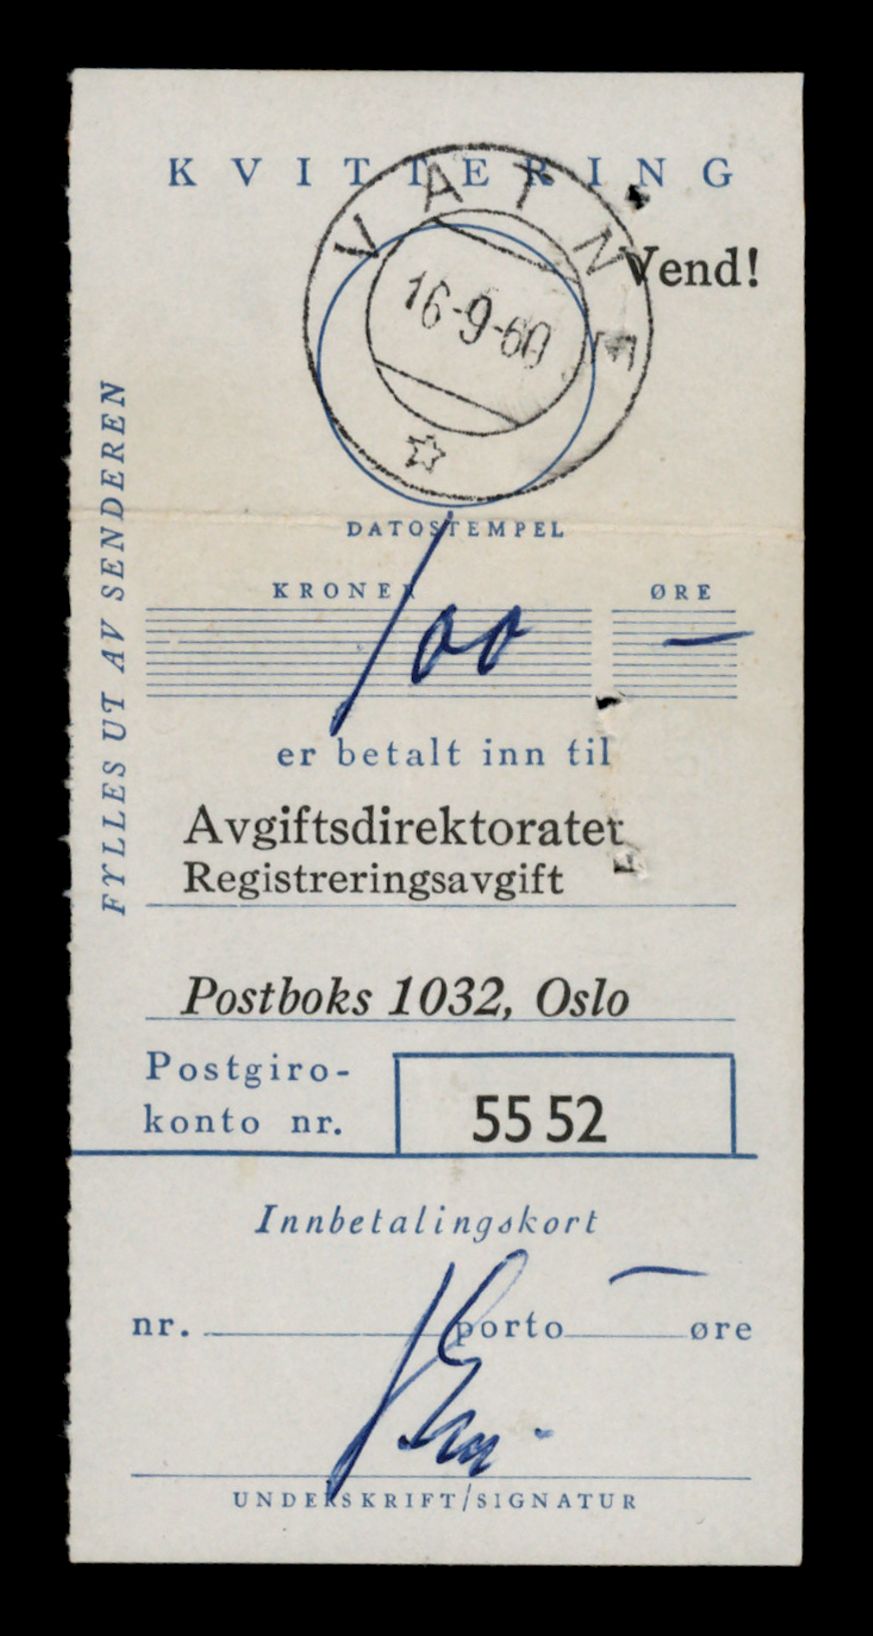 KVITTERING
VATNE
Vend!
16-9-60
FYLLES UT AV SENDEREN
DATOSTEMPEL
KRONER ØRE
100 —
er betalt inn til
Avgiftsdirektoratet
Registreringsavgift
Postboks 1032, Oslo
Postgiro-
konto nr. 55 52
Innbetalingskort
nr. porto — øre
UNDERSKRIFT/SIGNATUR